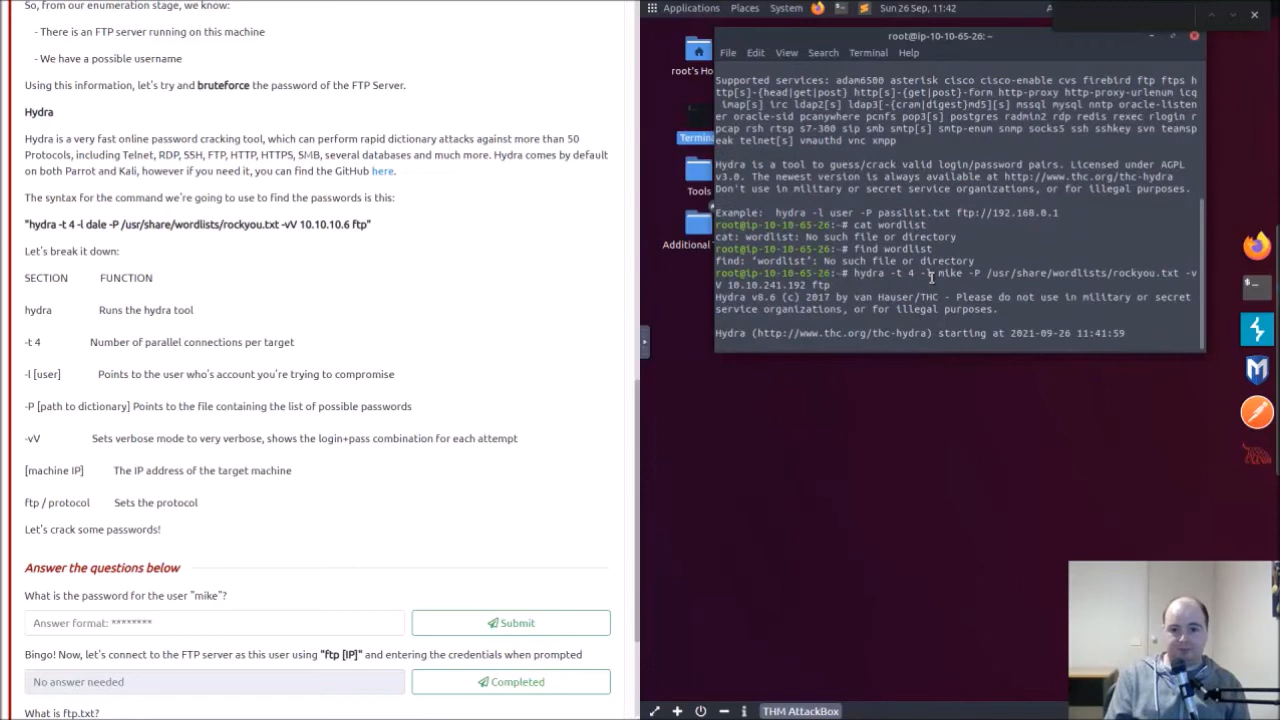 So, from our enumeration stage, we know:
- There is an FTP server running on this machine
- We have a possible username
Using this information, let's try and bruteforce the password of the FTP Server.
Hydra
Hydra is a very fast online password cracking tool, which can perform rapid dictionary attacks against more than 50
Protocols, including Telnet, RDP, SSH, FTP, HTTP, HTTPS, SMB, several databases and much more. Hydra comes by default
on both Parrot and Kali, however if you need it, you can find the GitHub here.
The syntax for the command we're going to use to find the passwords is this:
"hydra -t 4 -l dale -P /usr/share/wordlists/rockyou.txt -vV 10.10.10.6 ftp"
Let's break it down:
SECTION FUNCTION
hydra Runs the hydra tool
-t 4 Number of parallel connections per target
-l [user] Points to the user who's account you're trying to compromise
-P [path to dictionary] Points to the file containing the list of possible passwords
-vV Sets verbose mode to very verbose, shows the login+pass combination for each attempt
[machine IP] The IP address of the target machine
ftp / protocol Sets the protocol
Let's crack some passwords!
Answer the questions below
What is the password for the user "mike"?
Answer format: ********
Submit
Bingo! Now, let's connect to the FTP server as this user using "ftp [IP]" and entering the credentials when prompted
No answer needed
Completed
What is ftp.txt?
Applications Places System Sun 26 Sep, 11:42
root's Ho
Termin
Tools
Additional
root@ip-10-10-65-26: ~
File Edit View Search Terminal Help
Supported services: adam6500 asterisk cisco cisco-enable cvs firebird ftp ftps h
ttp[s]-{head|get|post} http[s]-{get|post}-form http-proxy http-proxy-urlenum icq
imap[s] irc ldap2[s] ldap3[-{cram|digest}md5][s] mssql mysql nntp oracle-listen
er oracle-sid pcanywhere pcnfs pop3[s] postgres radmin2 rdp redis rexec rlogin r
pcap rsh rtsp s7-300 sip smb smtp[s] smtp-enum snmp socks5 ssh sshkey svn teamsp
eak telnet[s] vmauthd vnc xmpp
Hydra is a tool to guess/crack valid login/password pairs. Licensed under AGPL
v3.0. The newest version is always available at http://www.thc.org/thc-hydra
Don't use in military or secret service organizations, or for illegal purposes.
Example: hydra -l user -P passlist.txt ftp://192.168.0.1
root@ip-10-10-65-26:~# cat wordlist
cat: wordlist: No such file or directory
root@ip-10-10-65-26:~# find wordlist
find: ‘wordlist’: No such file or directory
root@ip-10-10-65-26:~# hydra -t 4 -l mike -P /usr/share/wordlists/rockyou.txt -v
V 10.10.241.192 ftp
Hydra v8.6 (c) 2017 by van Hauser/THC - Please do not use in military or secret
service organizations, or for illegal purposes.
Hydra (http://www.thc.org/thc-hydra) starting at 2021-09-26 11:41:59
THM AttackBox